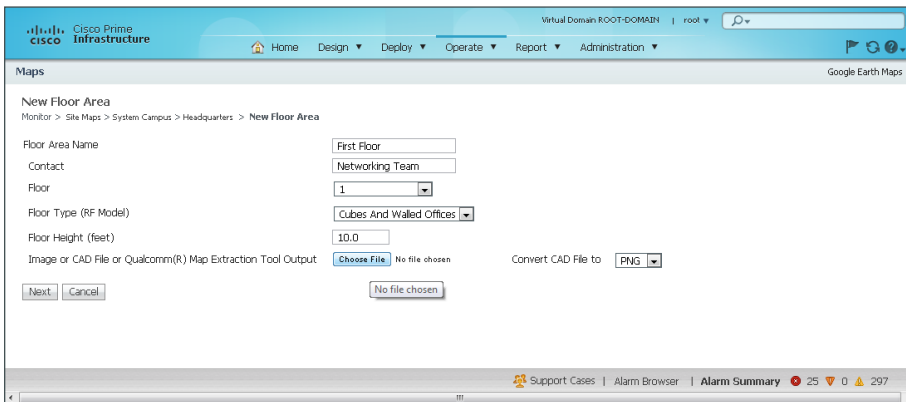 Virtual Domain ROOT-DOMAIN | root ▼
Cisco Prime
cisco Infrastructure
Home Design ▼ Deploy ▼ Operate ▼ Report ▼ Administration ▼
Maps Google Earth Maps
New Floor Area
Monitor > Site Maps > System Campus > Headquarters > New Floor Area
Floor Area Name First Floor
Contact Networking Team
Floor 1
Floor Type (RF Model) Cubes And Walled Offices
Floor Height (feet) 10.0
Image or CAD File or Qualcomm(R) Map Extraction Tool Output Choose File No file chosen Convert CAD File to PNG
Next Cancel No file chosen
Support Cases | Alarm Browser | Alarm Summary 25 0 297